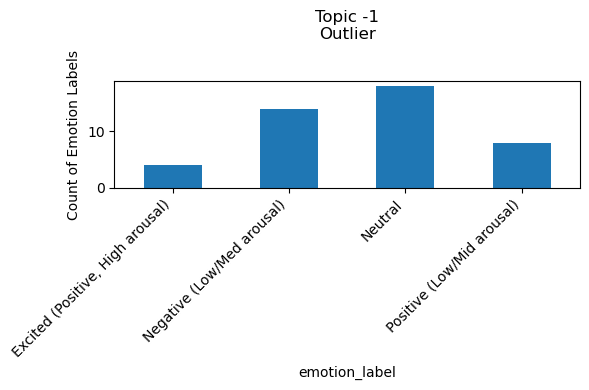 Topic -1
Outlier
Count of Emotion Labels
10
0
Excited (Positive, High arousal)
Negative (Low/Med arousal)
Neutral
Positive (Low/Mid arousal)
emotion_label